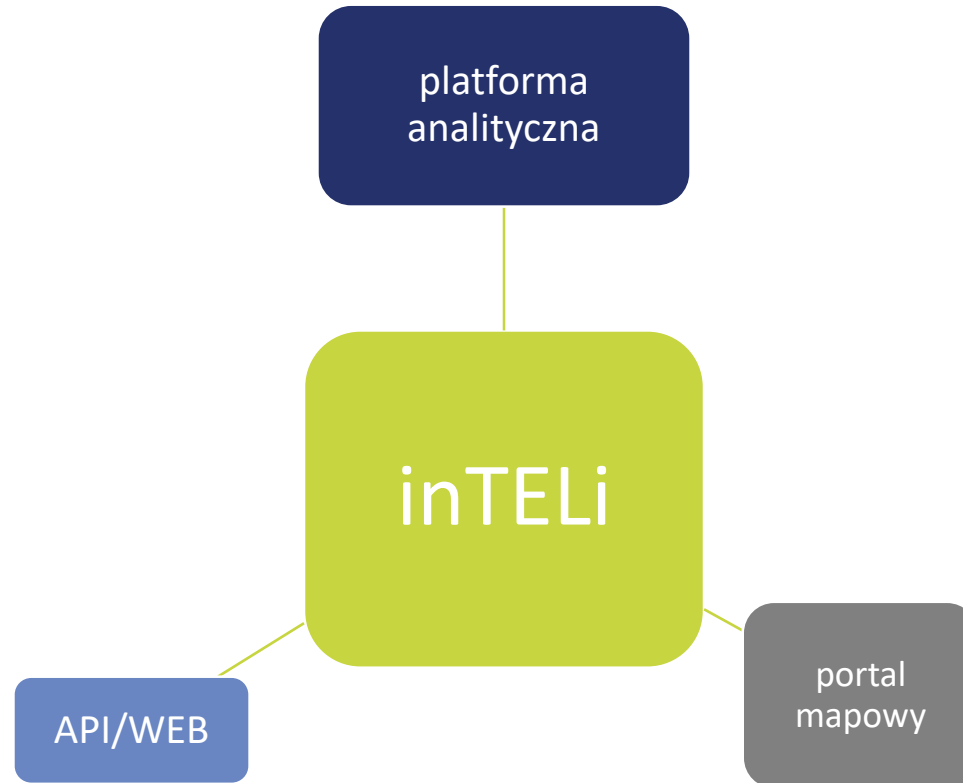 platforma
analityczna
inTELi
API/WEB
portal
mapowy